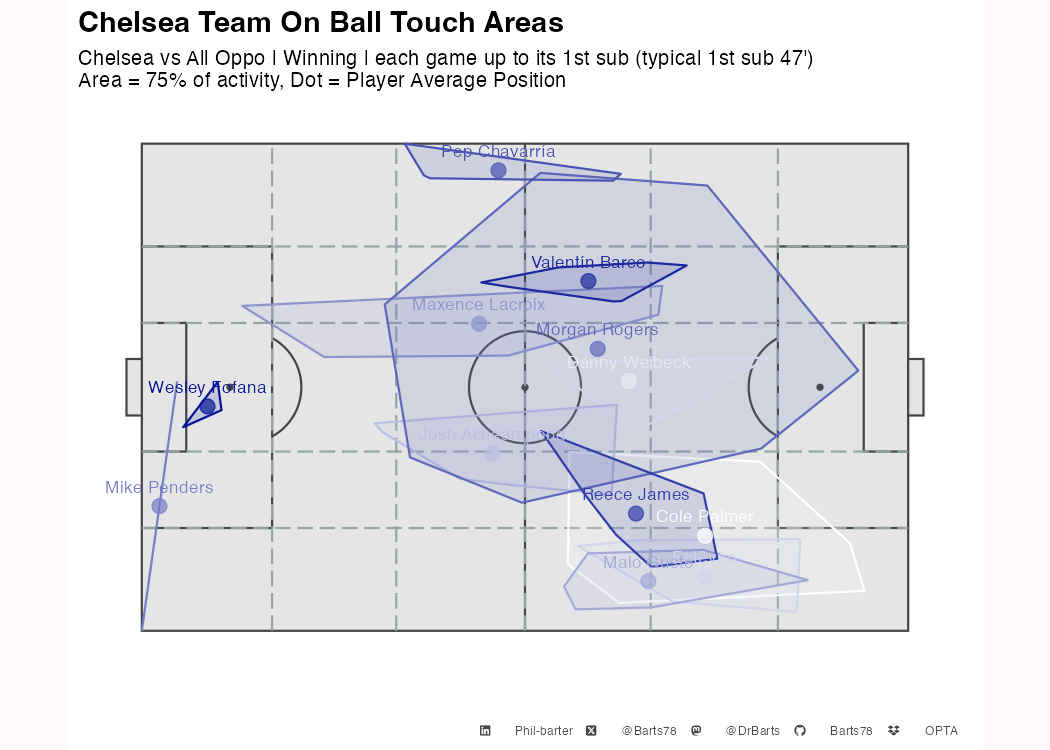 Chelsea Team On Ball Touch Areas
Chelsea vs All Oppo | Winning | each game up to its 1st sub (typical 1st sub 47')
Area = 75% of activity, Dot = Player Average Position
Pep Chavarría
Valentín Barco
Maxence Lacroix
Morgan Rogers
Danny Welbeck
Wesley Fofana
Josh Acheampong
Mike Penders
Reece James
Cole Palmer
Malo Gusto
Phil-barter @Barts78 @DrBarts Barts78 OPTA